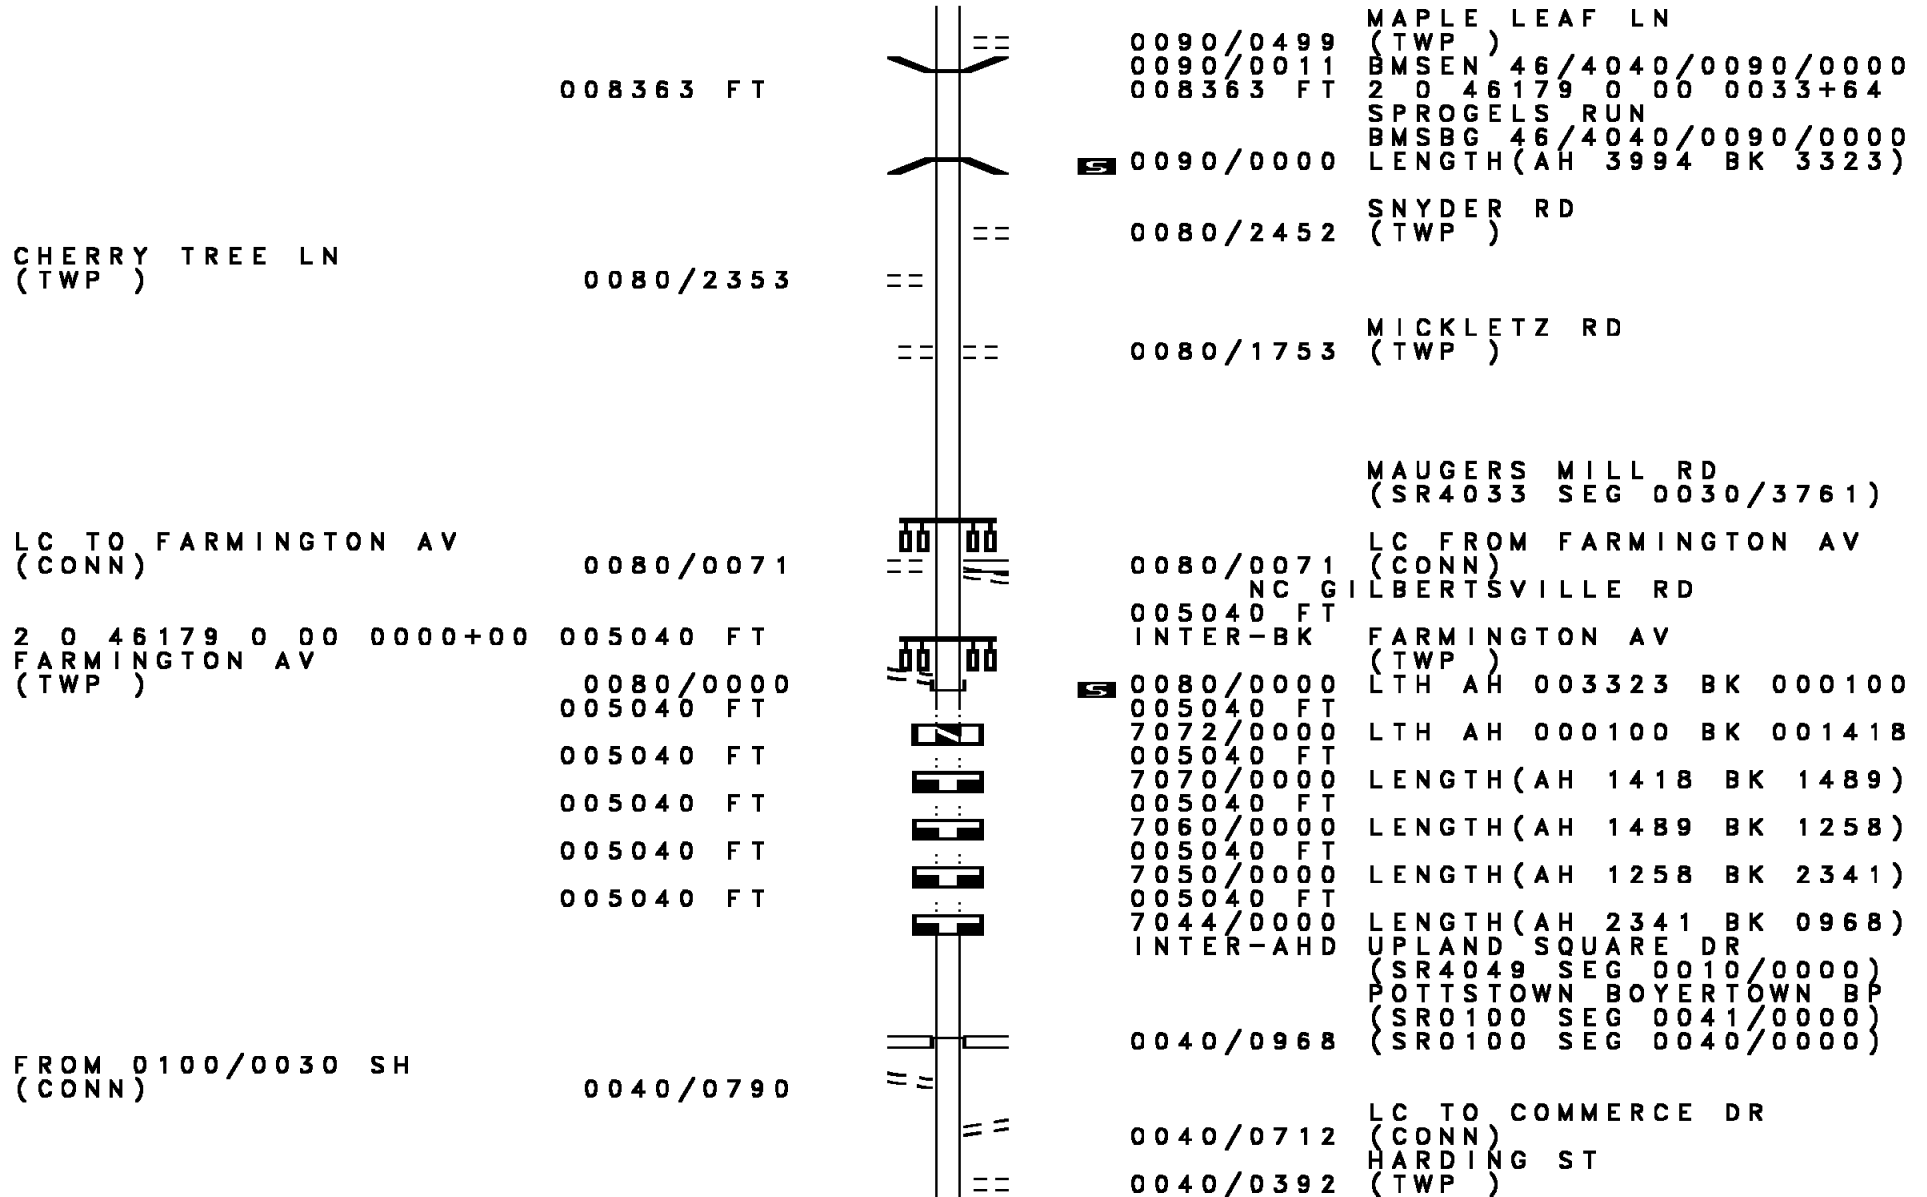 MAPLE LEAF LN
0090/0499 (TWP )
0090/0011 BMSEN 46/4040/0090/0000
008363 FT 008363 FT 2 0 46179 0 00 0033+64
SPROGELS RUN
BMSBG 46/4040/0090/0000
S 0090/0000 LENGTH(AH 3994 BK 3323)
SNYDER RD
0080/2452 (TWP )
CHERRY TREE LN
(TWP ) 0080/2353
MICKLETZ RD
0080/1753 (TWP )
MAUGERS MILL RD
(SR4033 SEG 0030/3761)
LC TO FARMINGTON AV LC FROM FARMINGTON AV
(CONN) 0080/0071 0080/0071 (CONN)
NC GILBERTSVILLE RD
005040 FT
2 0 46179 0 00 0000+00 005040 FT INTER-BK FARMINGTON AV
FARMINGTON AV (TWP )
(TWP ) 0080/0000 S 0080/0000 LTH AH 003323 BK 000100
005040 FT 005040 FT
7072/0000 LTH AH 000100 BK 001418
005040 FT 005040 FT
7070/0000 LENGTH(AH 1418 BK 1489)
005040 FT 005040 FT
7060/0000 LENGTH(AH 1489 BK 1258)
005040 FT 005040 FT
7050/0000 LENGTH(AH 1258 BK 2341)
005040 FT 005040 FT
7044/0000 LENGTH(AH 2341 BK 0968)
INTER-AHD UPLAND SQUARE DR
(SR4049 SEG 0010/0000)
POTTSTOWN BOYERTOWN BP
(SR0100 SEG 0041/0000)
0040/0968 (SR0100 SEG 0040/0000)
FROM 0100/0030 SH
(CONN) 0040/0790
LC TO COMMERCE DR
0040/0712 (CONN)
HARDING ST
0040/0392 (TWP )